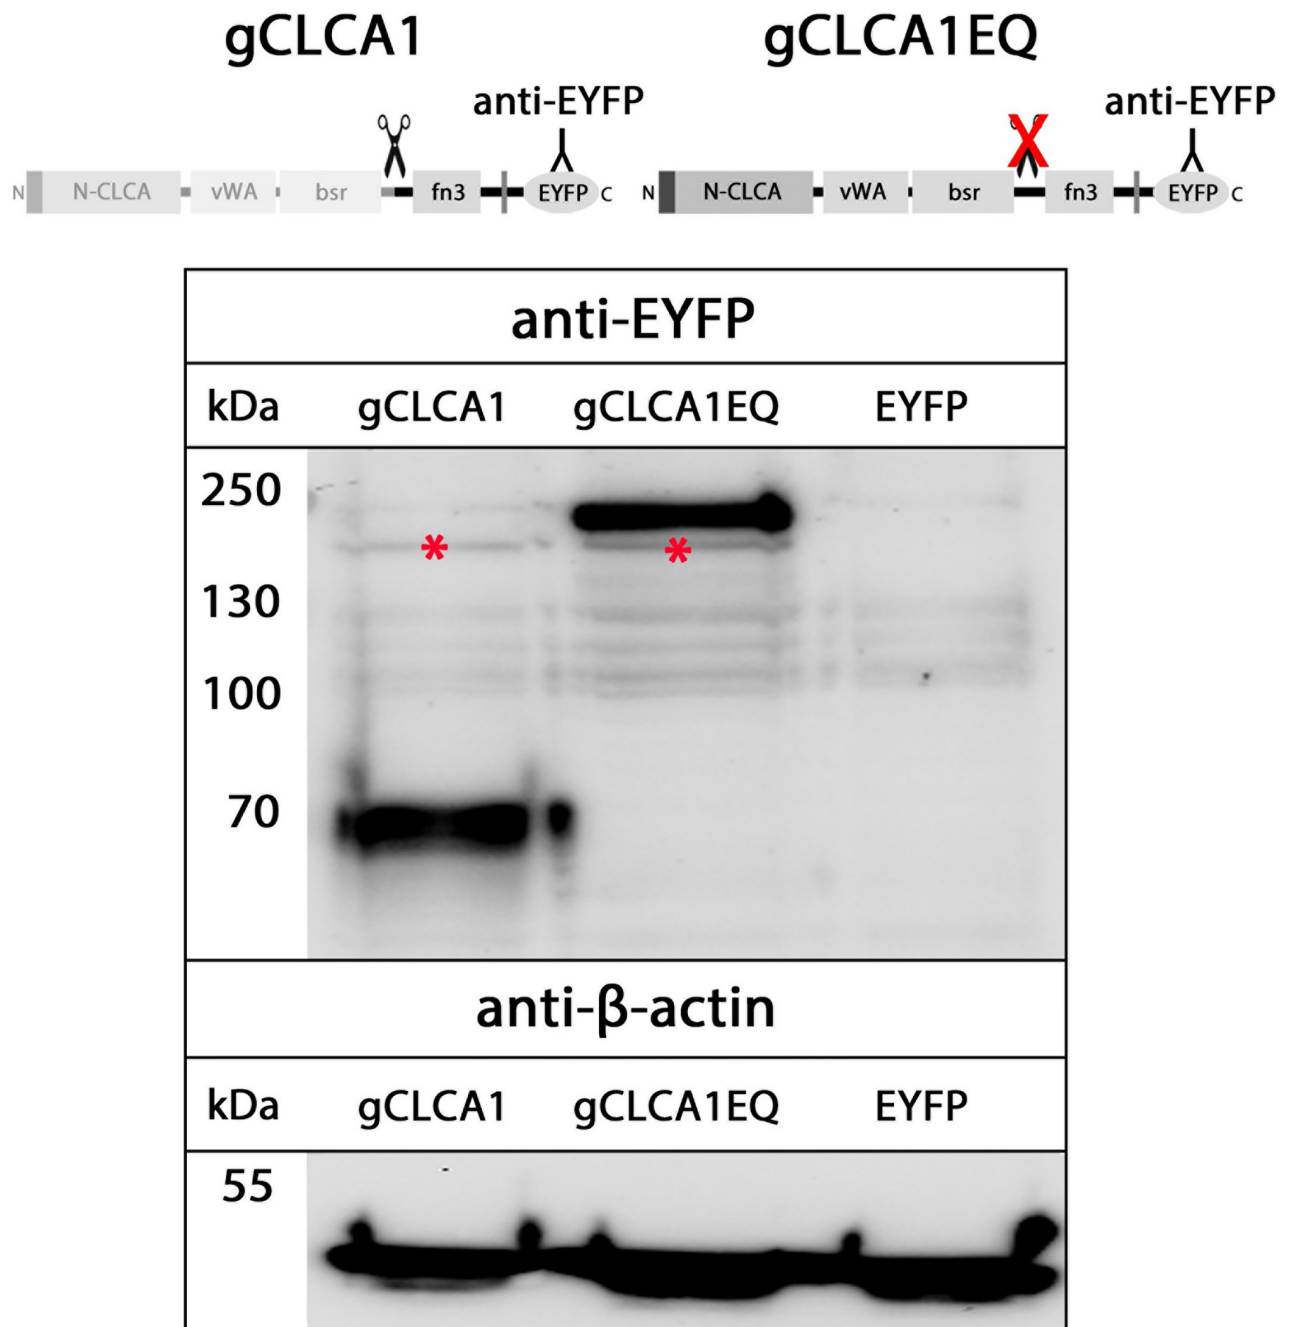 gCLCA1 gCLCA1EQ
anti-EYFP anti-EYFP
N N-CLCA vWA bsr fn3 EYFP C N N-CLCA vWA bsr fn3 EYFP C
anti-EYFP
kDa gCLCA1 gCLCA1EQ EYFP
250
*
*
130
100
70
anti-β-actin
kDa gCLCA1 gCLCA1EQ EYFP
55